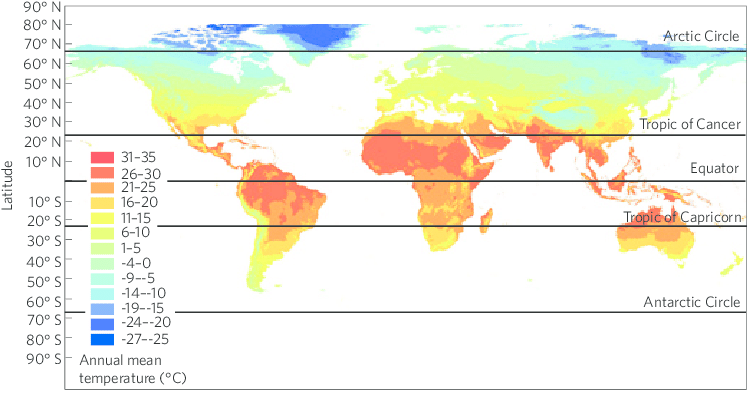 90° N
80° N
70° N
Arctic Circle
60° N
50° N
40° N
30° N
Tropic of Cancer
20° N
10° N
Equator
10° S
20° S
Tropic of Capricorn
30° S
40° S
50° S
60° S
Antarctic Circle
70° S
80° S
90° S
Latitude
31–35
26–30
21–25
16–20
11–15
6–10
1–5
-4–0
-9–-5
-14–-10
-19–-15
-24–-20
-27–-25
Annual mean
temperature (°C)